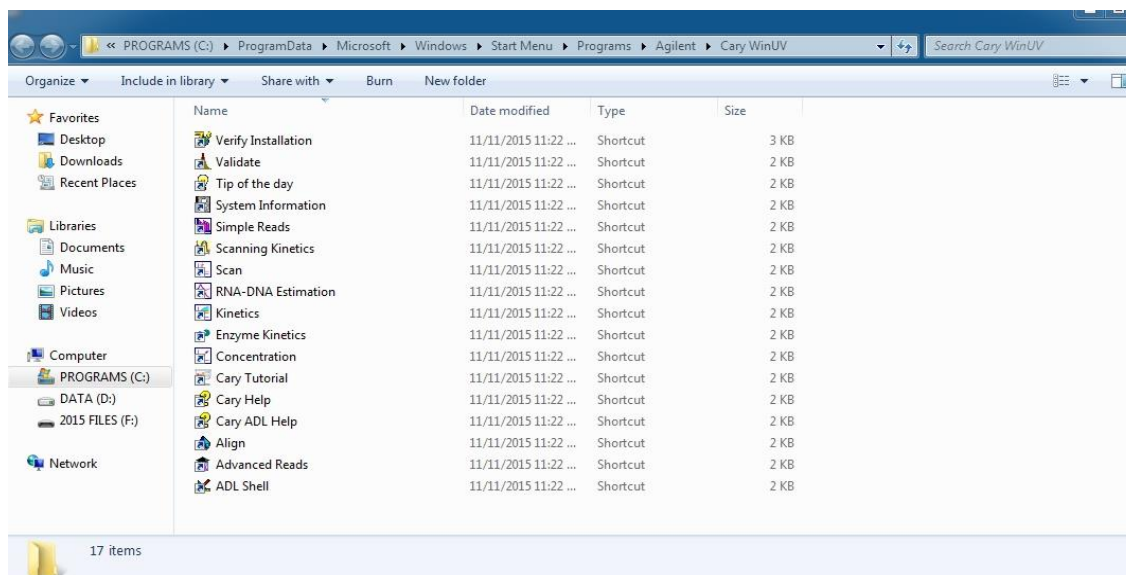 « PROGRAMS (C:) ▸ ProgramData ▸ Microsoft ▸ Windows ▸ Start Menu ▸ Programs ▸ Agilent ▸ Cary WinUV Search Cary WinUV
Organize Include in library Share with Burn New folder
Name Date modified Type Size
Favorites
Desktop
Downloads
Recent Places
Libraries
Documents
Music
Pictures
Videos
Computer
PROGRAMS (C:)
DATA (D:)
2015 FILES (F:)
Network
Verify Installation 11/11/2015 11:22 ... Shortcut 3 KB
Validate 11/11/2015 11:22 ... Shortcut 2 KB
Tip of the day 11/11/2015 11:22 ... Shortcut 2 KB
System Information 11/11/2015 11:22 ... Shortcut 2 KB
Simple Reads 11/11/2015 11:22 ... Shortcut 2 KB
Scanning Kinetics 11/11/2015 11:22 ... Shortcut 2 KB
Scan 11/11/2015 11:22 ... Shortcut 2 KB
RNA-DNA Estimation 11/11/2015 11:22 ... Shortcut 2 KB
Kinetics 11/11/2015 11:22 ... Shortcut 2 KB
Enzyme Kinetics 11/11/2015 11:22 ... Shortcut 2 KB
Concentration 11/11/2015 11:22 ... Shortcut 2 KB
Cary Tutorial 11/11/2015 11:22 ... Shortcut 2 KB
Cary Help 11/11/2015 11:22 ... Shortcut 2 KB
Cary ADL Help 11/11/2015 11:22 ... Shortcut 2 KB
Align 11/11/2015 11:22 ... Shortcut 2 KB
Advanced Reads 11/11/2015 11:22 ... Shortcut 2 KB
ADL Shell 11/11/2015 11:22 ... Shortcut 2 KB
17 items